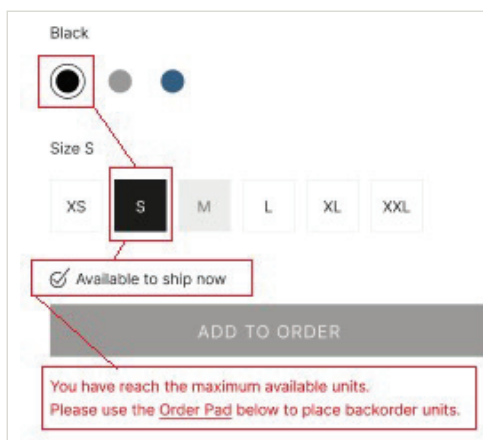 Black
Size S
XS S M L XL XXL
Available to ship now
ADD TO ORDER
You have reach the maximum available units.
Please use the Order Pad below to place backorder units.